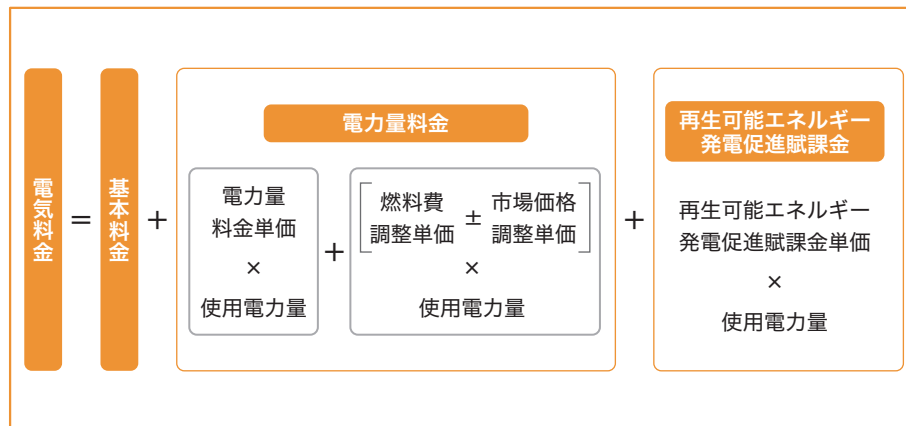 電気料金
=
基本料金
+
電力量料金
電力量
料金単価
×
使用電力量
+
燃料費
調整単価
±
市場価格
調整単価
×
使用電力量
+
再生可能エネルギー
発電促進賦課金
再生可能エネルギー
発電促進賦課金単価
×
使用電力量